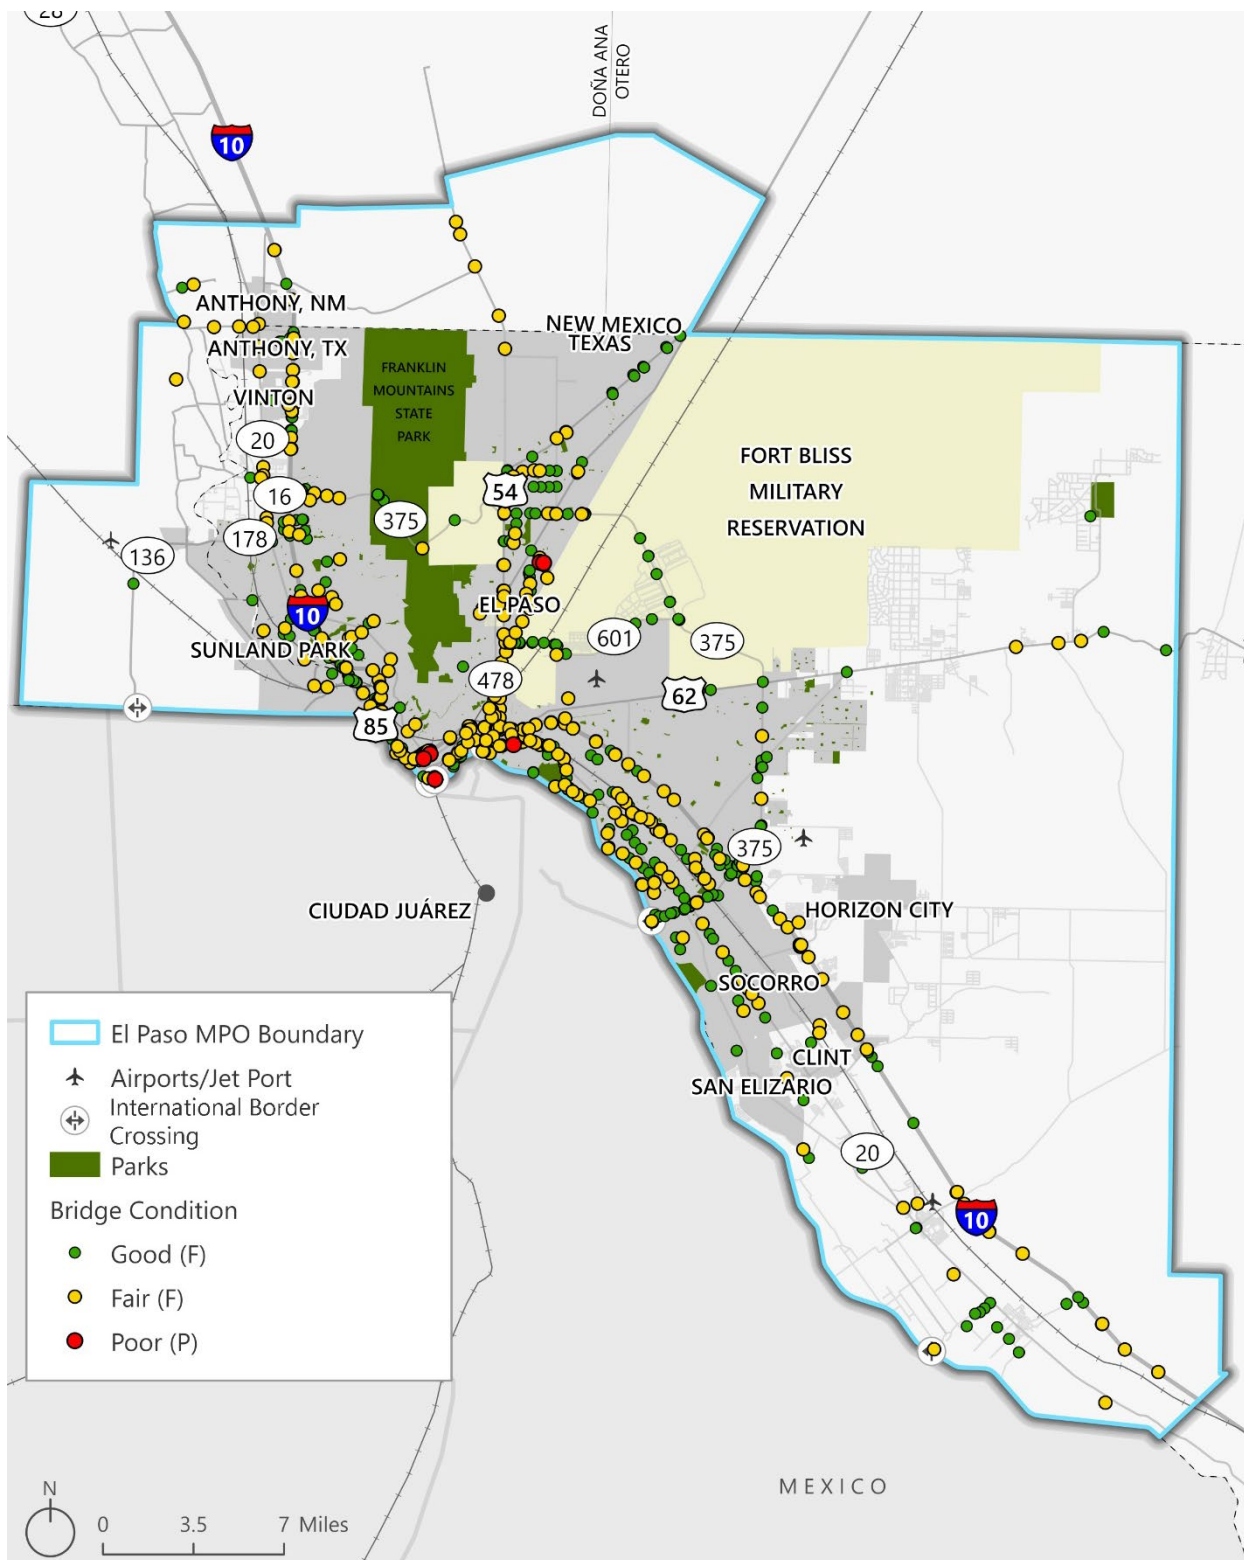 28
10
DOÑA ANA
OTERO
ANTHONY, NM
NEW MEXICO
TEXAS
ANTHONY, TX
FRANKLIN
MOUNTAINS
STATE
PARK
VINTON
20
FORT BLISS
MILITARY
RESERVATION
54
16
375
178
136
EL PASO
10
601
375
SUNLAND PARK
478
62
85
375
CIUDAD JUÁREZ
HORIZON CITY
SOCORRO
CLINT
SAN ELIZARIO
20
10
El Paso MPO Boundary
Airports/Jet Port
International Border
Crossing
Parks
Bridge Condition
Good (F)
Fair (F)
Poor (P)
MEXICO
N
0 3.5 7 Miles